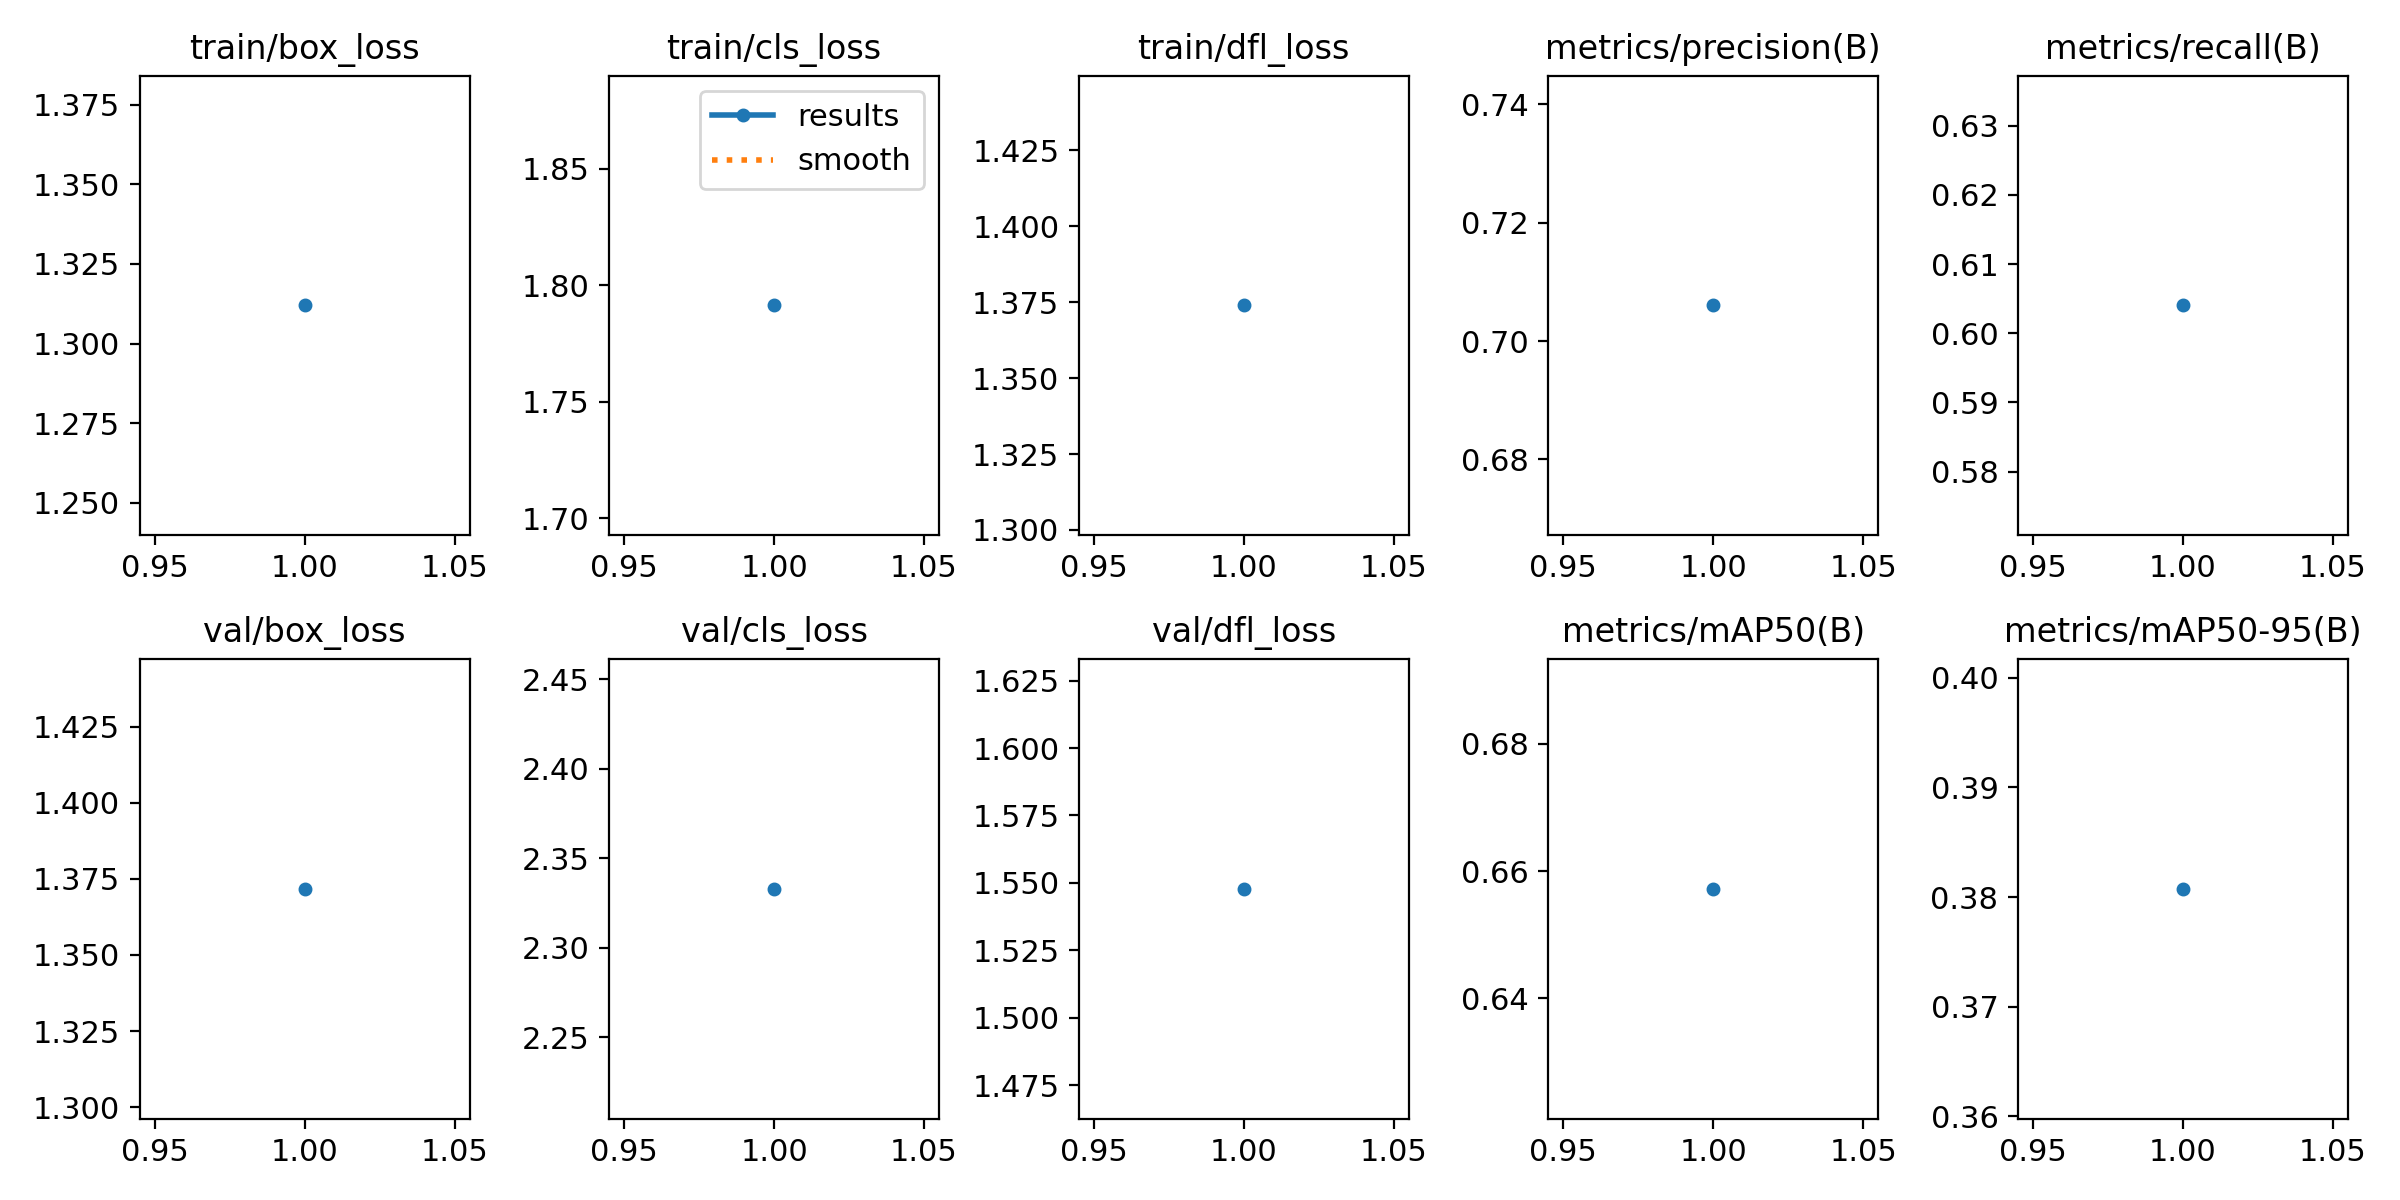 train/box_loss
1.375
1.350
1.325
1.300
1.275
1.250
0.95 1.00 1.05
train/cls_loss
results
smooth
1.85
1.80
1.75
1.70
0.95 1.00 1.05
train/dfl_loss
1.425
1.400
1.375
1.350
1.325
1.300
0.95 1.00 1.05
metrics/precision(B)
0.74
0.72
0.70
0.68
0.95 1.00 1.05
metrics/recall(B)
0.63
0.62
0.61
0.60
0.59
0.58
0.95 1.00 1.05
val/box_loss
1.425
1.400
1.375
1.350
1.325
1.300
0.95 1.00 1.05
val/cls_loss
2.45
2.40
2.35
2.30
2.25
0.95 1.00 1.05
val/dfl_loss
1.625
1.600
1.575
1.550
1.525
1.500
1.475
0.95 1.00 1.05
metrics/mAP50(B)
0.68
0.66
0.64
0.95 1.00 1.05
metrics/mAP50-95(B)
0.40
0.39
0.38
0.37
0.36
0.95 1.00 1.05